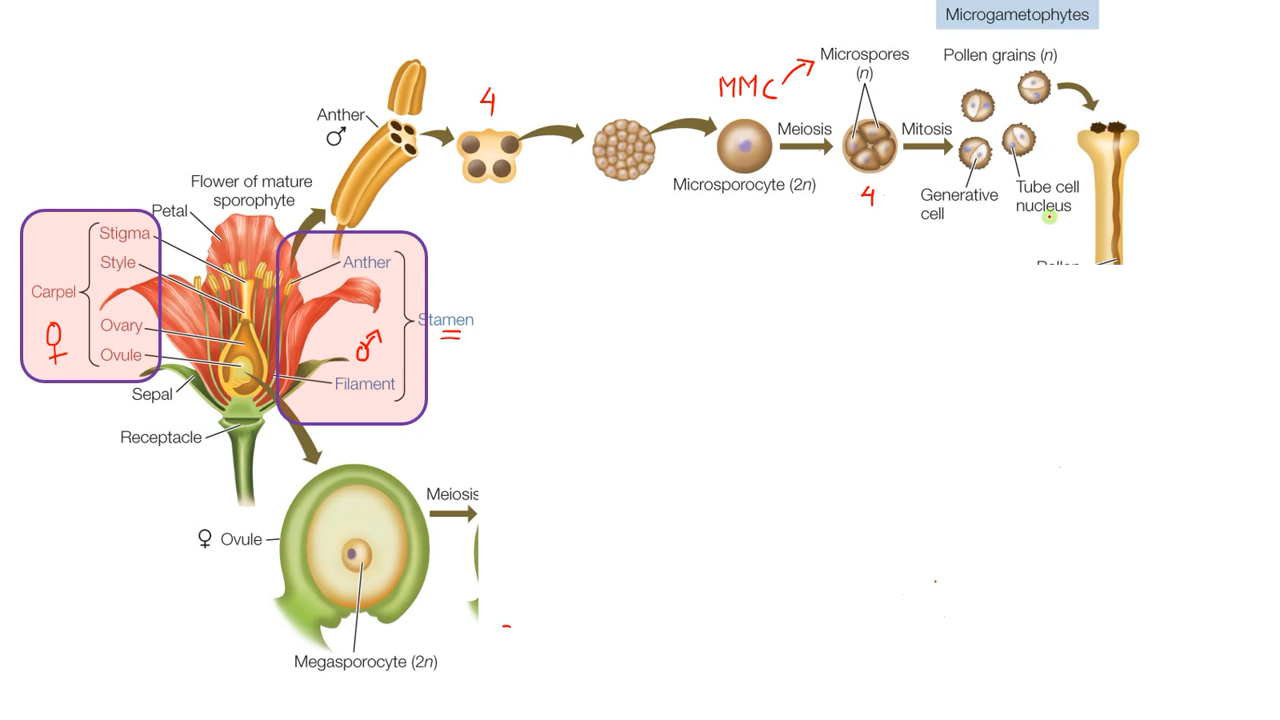 Microgametophytes
Microspores
(n)
Pollen grains (n)
MMC
4
Anther
♂
Meiosis
Mitosis
Microsporocyte (2n)
4
Generative
cell
Tube cell
nucleus
Flower of mature
sporophyte
Petal
Stigma
Style
Carpel
Ovary
Ovule
♀
Anther
Stamen
♂
Filament
Sepal
Receptacle
Meiosis
♀ Ovule
Megasporocyte (2n)